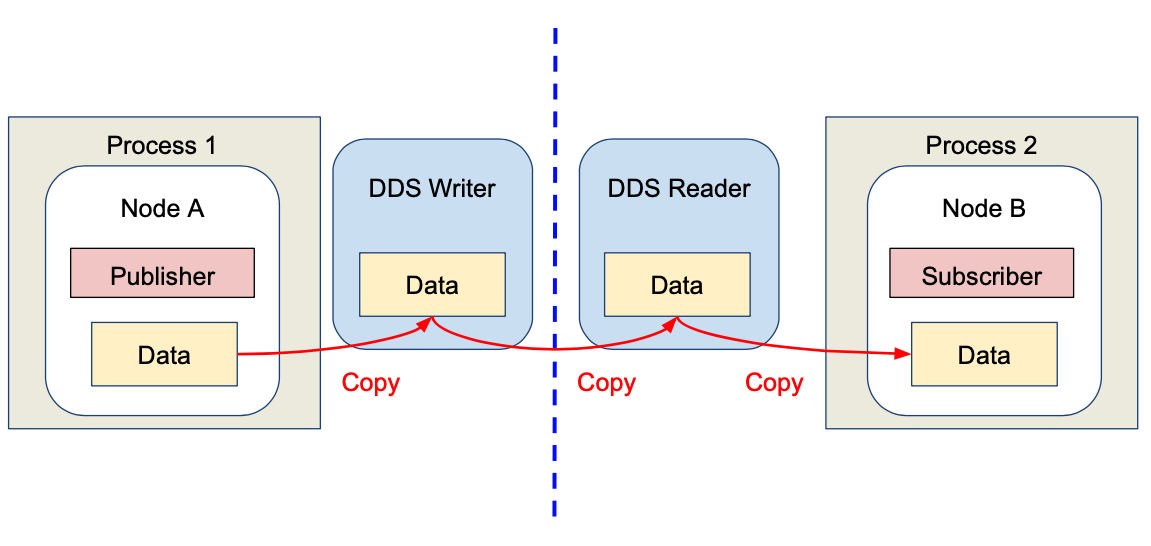 Process 1
Node A
Publisher
Data
DDS Writer
Data
DDS Reader
Data
Process 2
Node B
Subscriber
Data
Copy
Copy
Copy